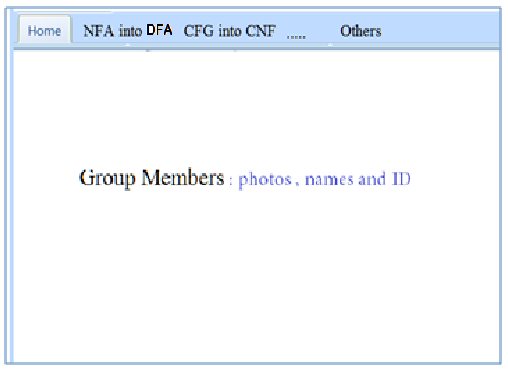 Home NFA into DFA CFG into CNF ..... Others
Group Members : photos , names and ID